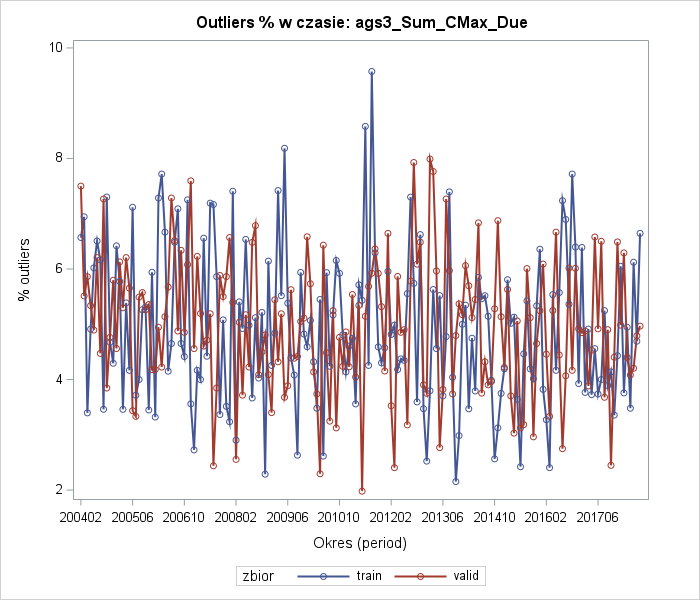 Outliers % w czasie: ags3_Sum_CMax_Due
10
8
6
4
2
% outliers
200402 200506 200610 200802 200906 201010 201202 201306 201410 201602 201706
Okres (period)
zbior train valid